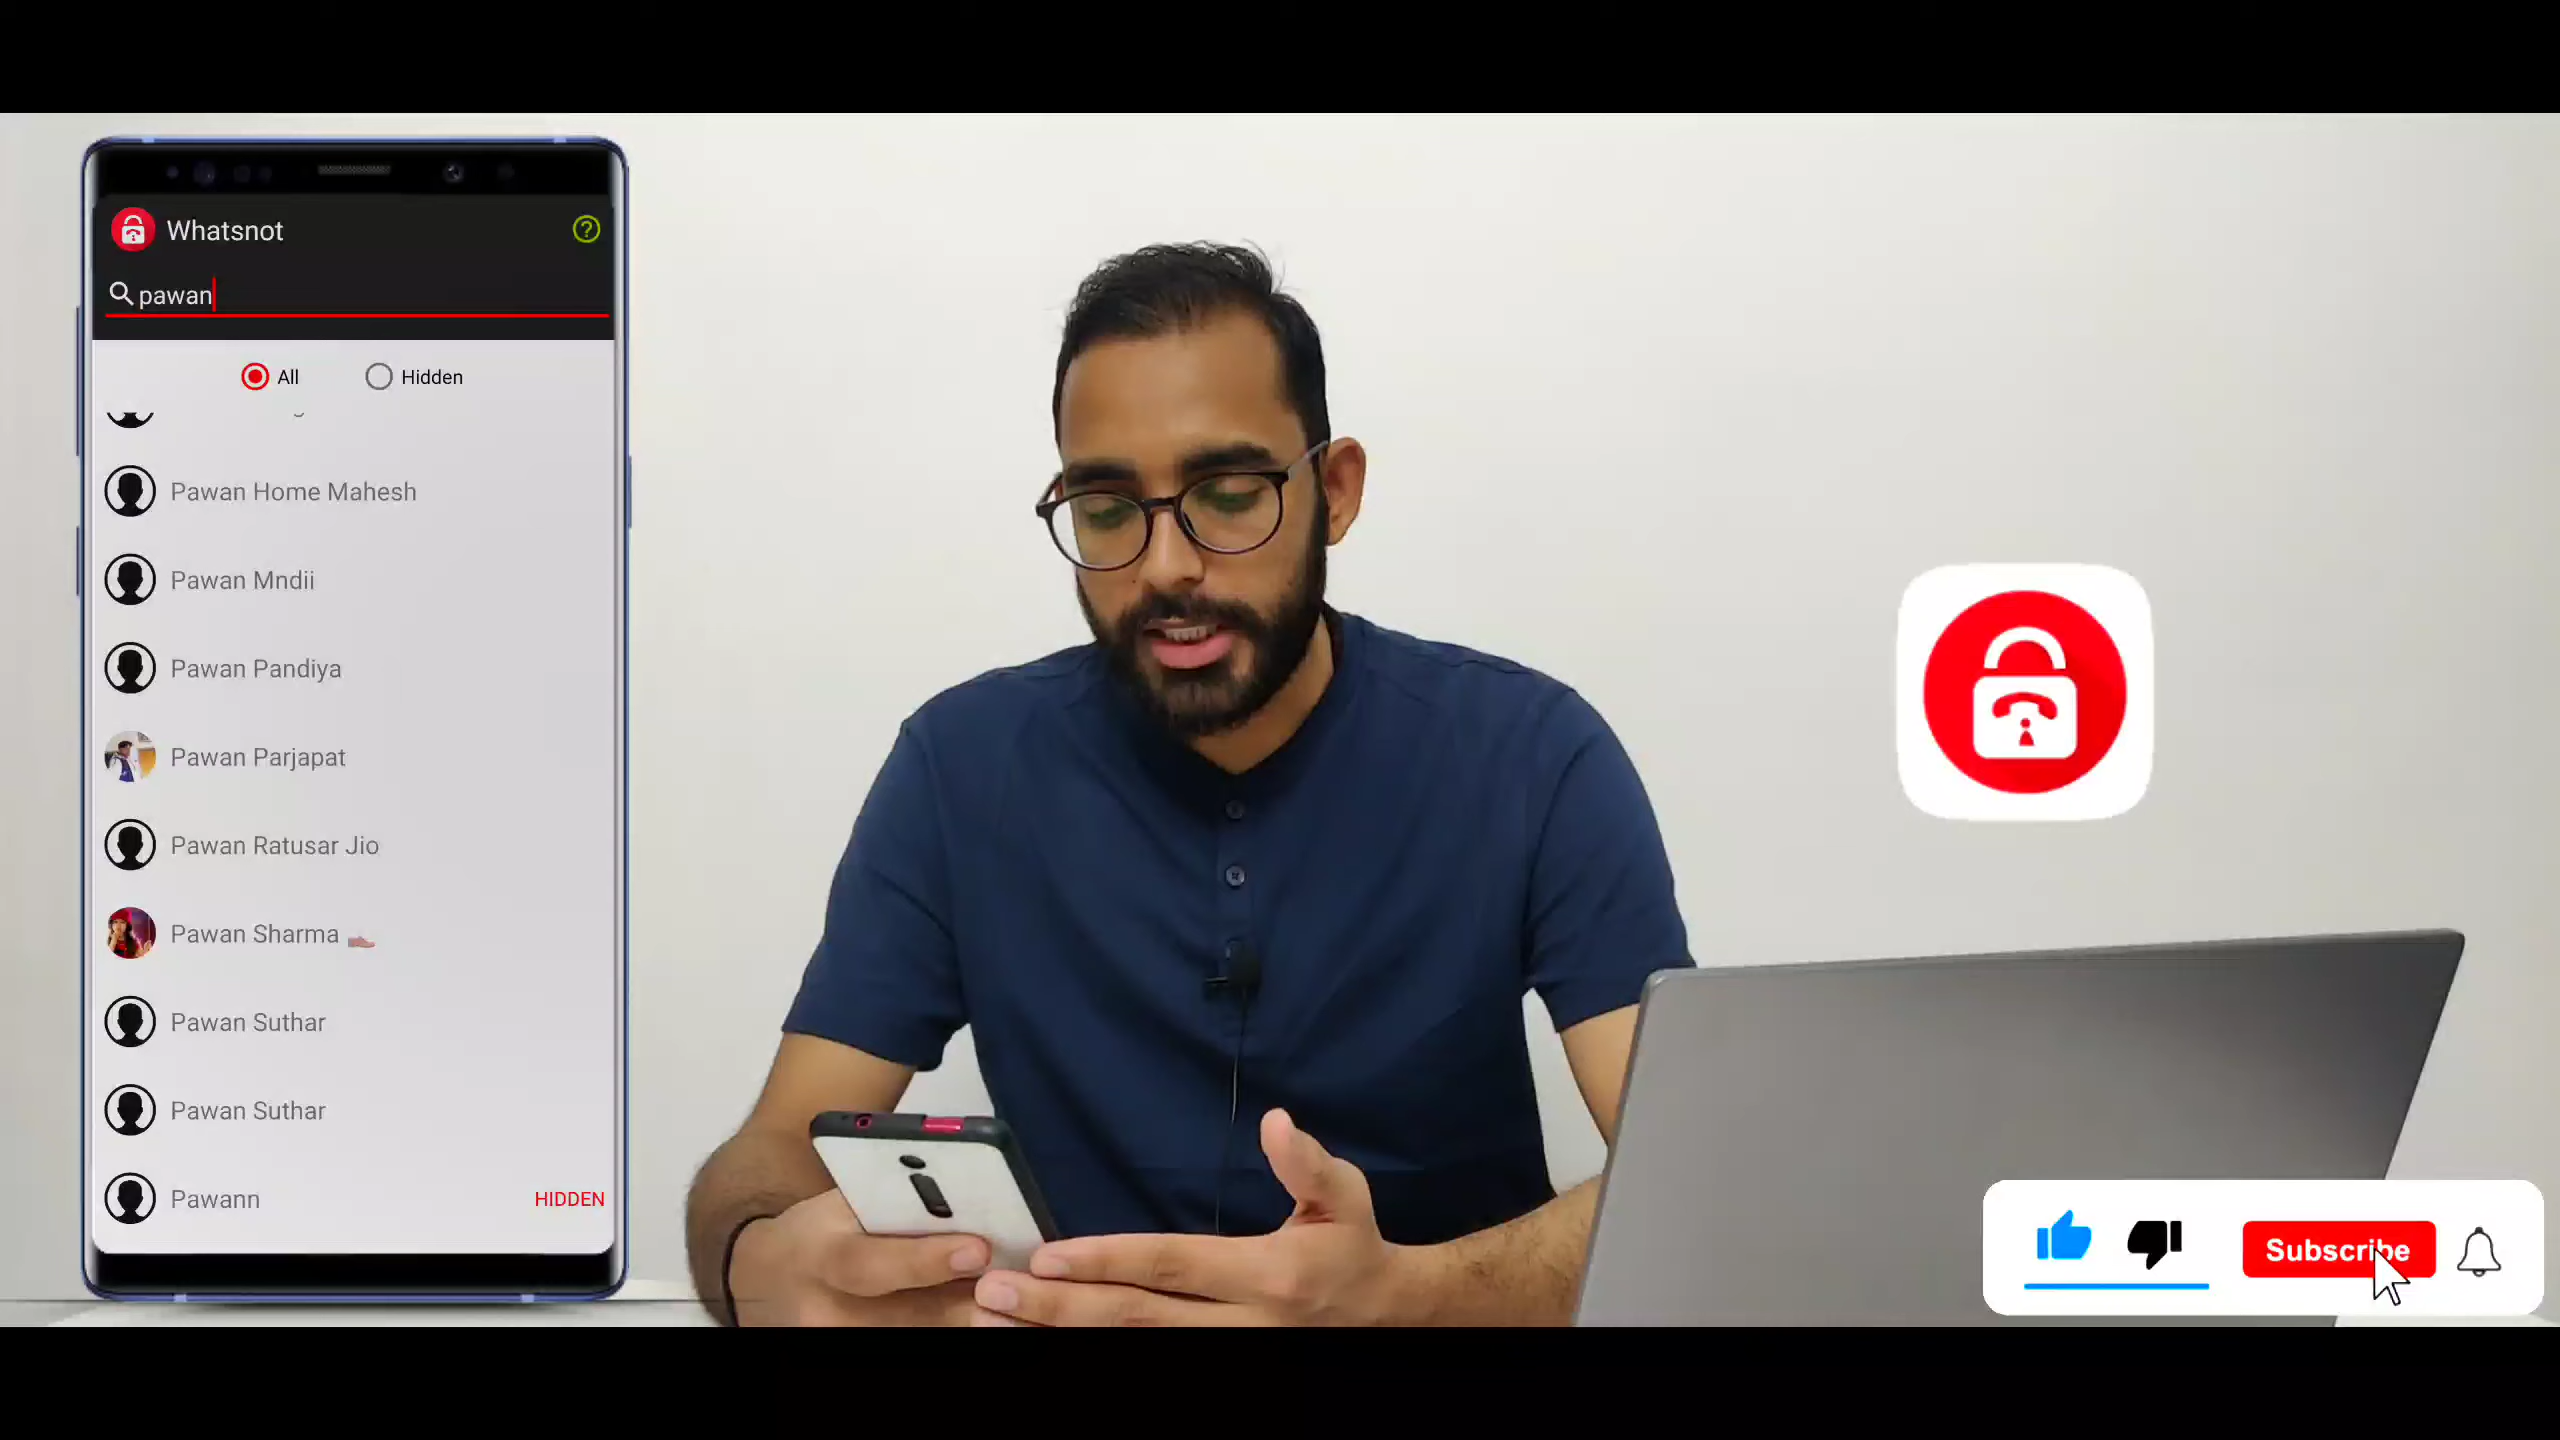 Whatsnot
pawan
All
Hidden
Pawan Home Mahesh
Pawan Mndii
Pawan Pandiya
Pawan Parjapat
Pawan Ratusar Jio
Pawan Sharma
Pawan Suthar
Pawan Suthar
Pawann
HIDDEN
Subscribe